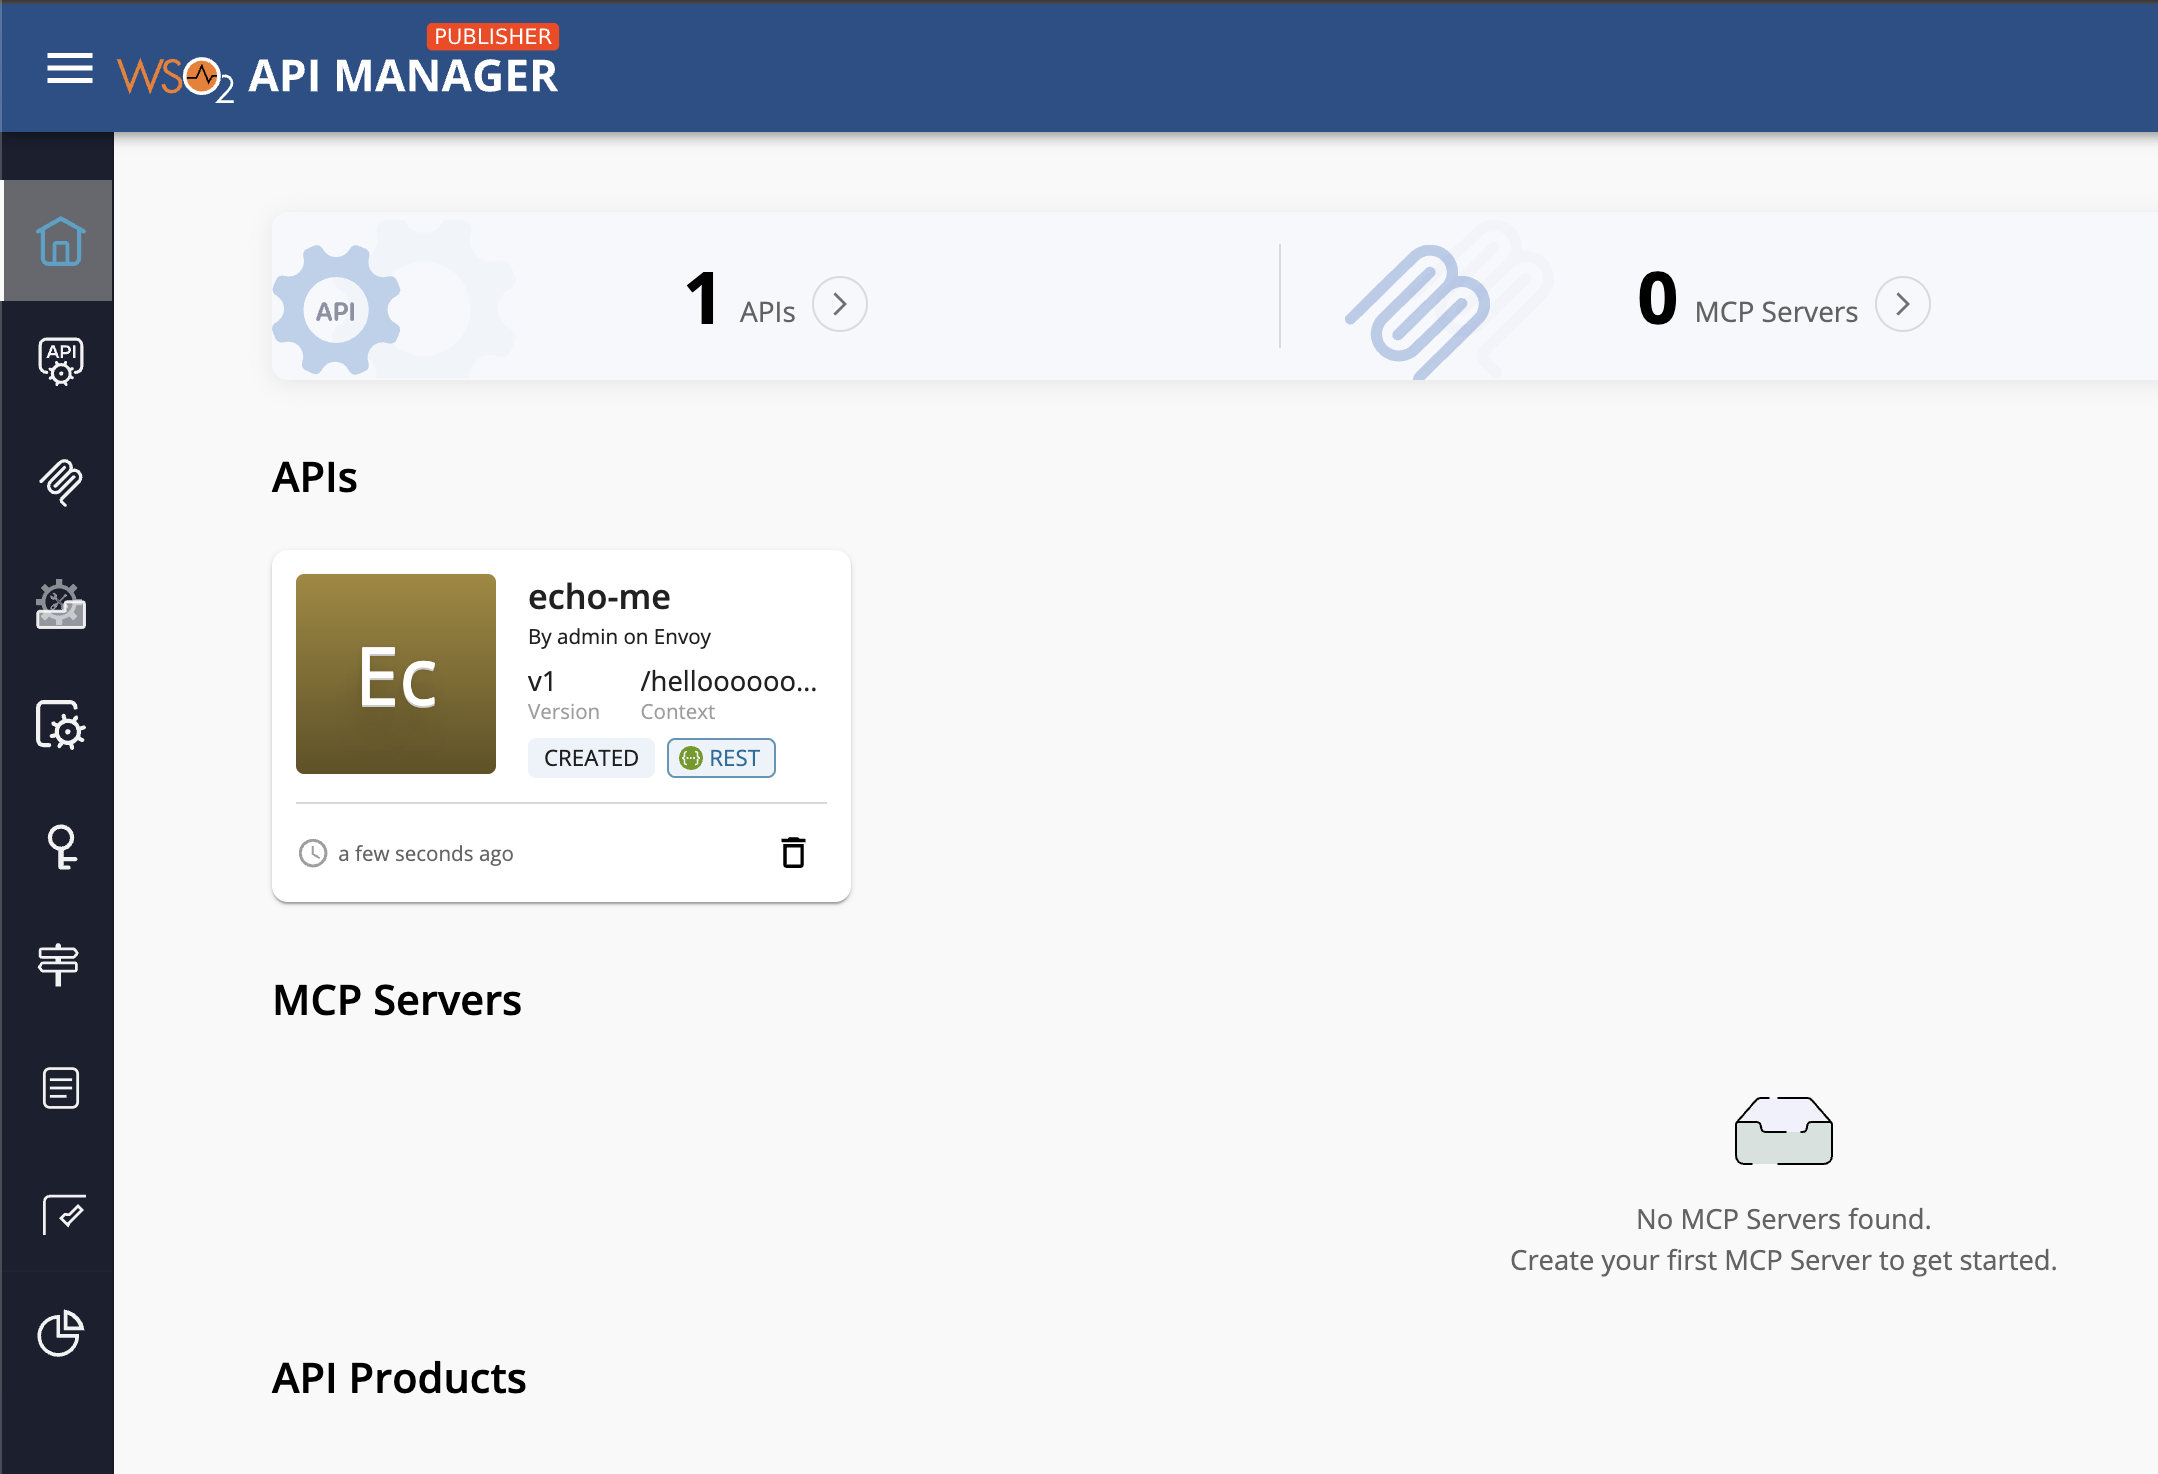 PUBLISHER
WSO2 API MANAGER
API
1 APIs
0 MCP Servers
API
APIs
Ec
echo-me
By admin on Envoy
v1
/helloooooo...
Version
Context
CREATED
REST
a few seconds ago
MCP Servers
No MCP Servers found.
Create your first MCP Server to get started.
API Products